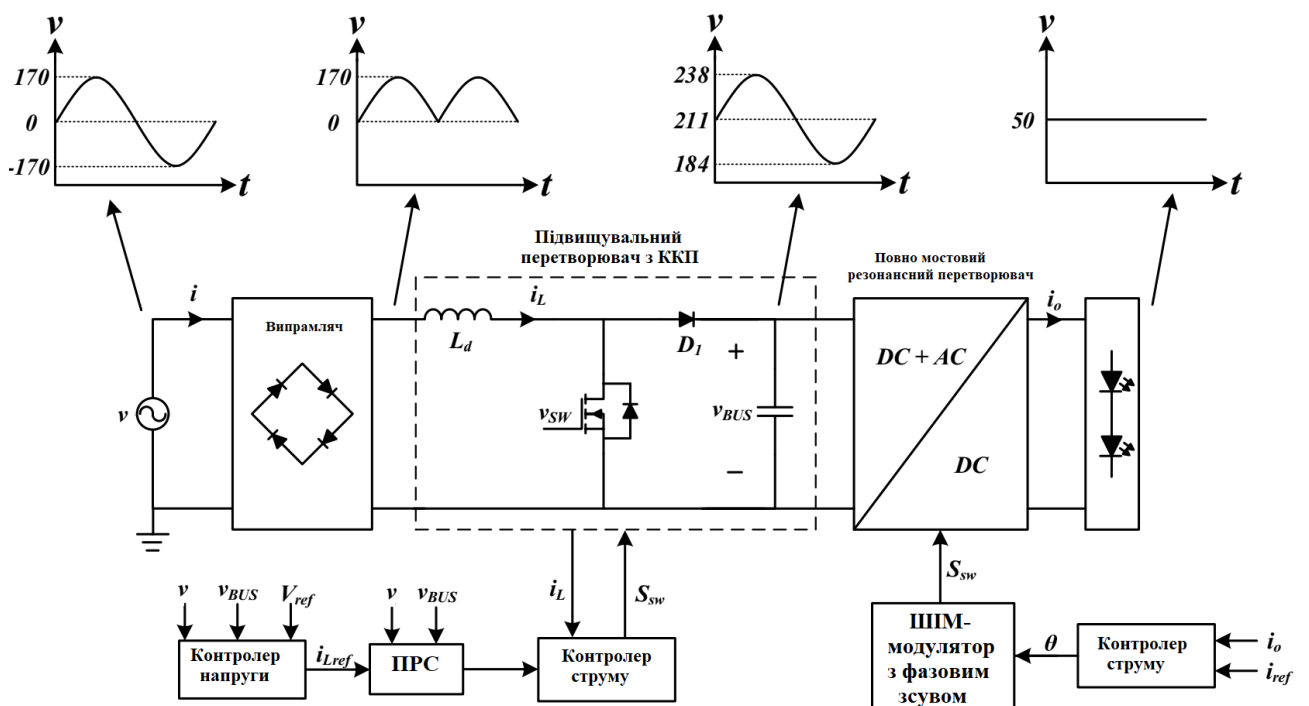 v
170
0
-170
t
v
170
0
t
v
238
211
184
t
v
50
t
Підвищувальний
перетворювач з ККП
Повно мостовий
резонансний перетворювач
i
Випрамляч
v
L_d
i_L
D_1
v_SW
+
v_BUS
−
DC + AC
DC
i_o
i_L
S_sw
S_sw
v
v_BUS
V_ref
Контролер
напруги
i_Lref
v
v_BUS
ПРС
Контролер
струму
ШІМ-
модулятор
з фазовим
зсувом
θ
Контролер
струму
i_o
i_ref